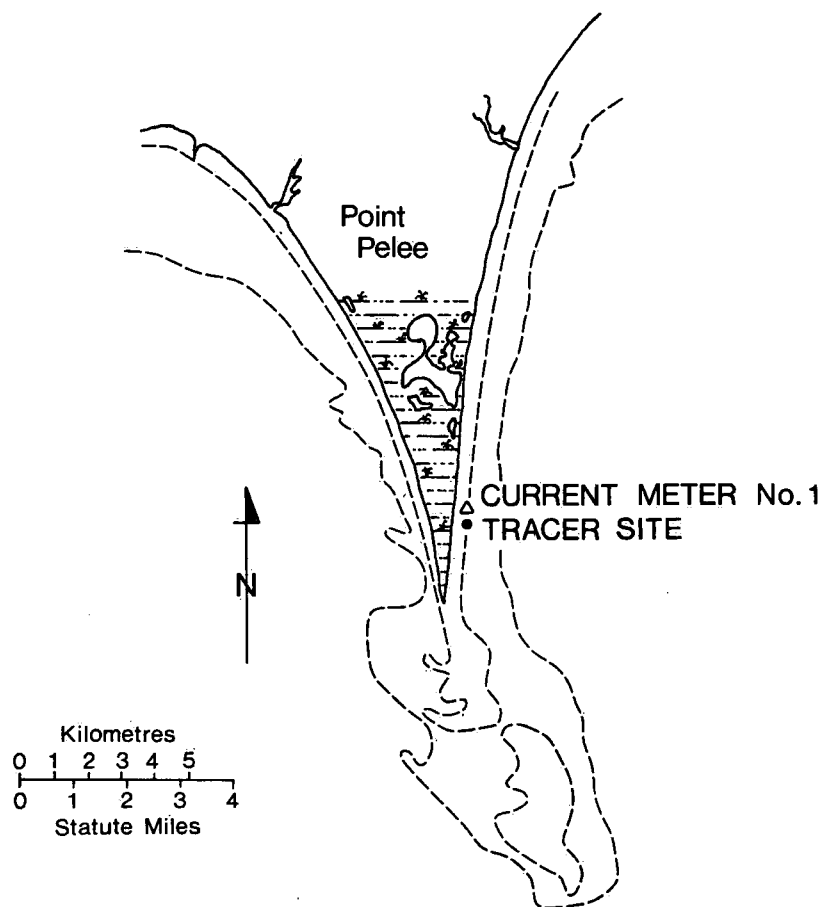 Point
Pelee
CURRENT METER No. 1
TRACER SITE
N
Kilometres
0 1 2 3 4 5
0 1 2 3 4
Statute Miles